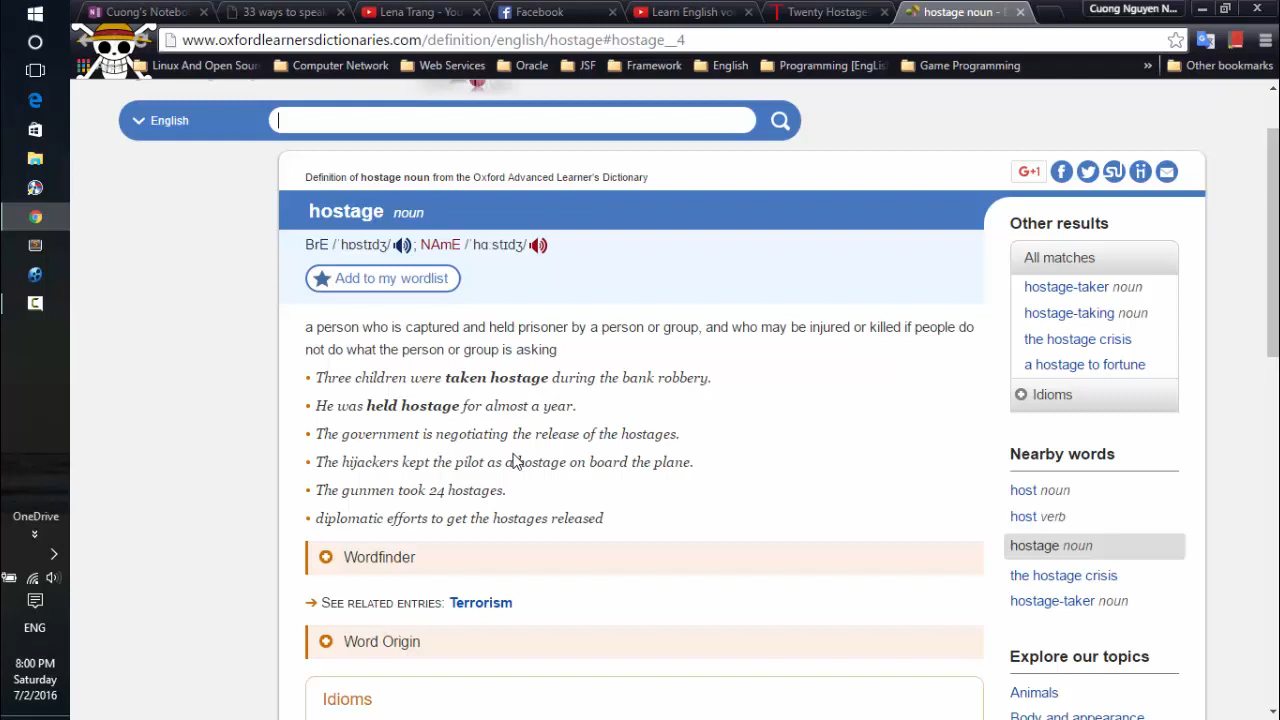 Cuong's Noteb
33 ways to speak
Lena Trang - You
Facebook
Learn English vo
Twenty Hostage
hostage noun - D
Cuong Nguyen N...
www.oxfordlearnersdictionaries.com/definition/english/hostage#hostage__4
Linux And Open Sou
Computer Network
Web Services
Oracle
JSF
Framework
English
Programming [EngLis
Game Programming
»
Other bookmarks
English
Definition of hostage noun from the Oxford Advanced Learner's Dictionary
G+1
hostage noun
BrE /ˈhɒstɪdʒ/ ; NAmE /ˈhɑːstɪdʒ/
Add to my wordlist
a person who is captured and held prisoner by a person or group, and who may be injured or killed if people do
not do what the person or group is asking
• Three children were taken hostage during the bank robbery.
• He was held hostage for almost a year.
• The government is negotiating the release of the hostages.
• The hijackers kept the pilot as a hostage on board the plane.
• The gunmen took 24 hostages.
• diplomatic efforts to get the hostages released
Wordfinder
→ SEE RELATED ENTRIES: Terrorism
Word Origin
Idioms
Other results
All matches
hostage-taker noun
hostage-taking noun
the hostage crisis
a hostage to fortune
Idioms
Nearby words
host noun
host verb
hostage noun
the hostage crisis
hostage-taker noun
Explore our topics
Animals
Body and appearance
OneDrive
ENG
8:00 PM
Saturday
7/2/2016